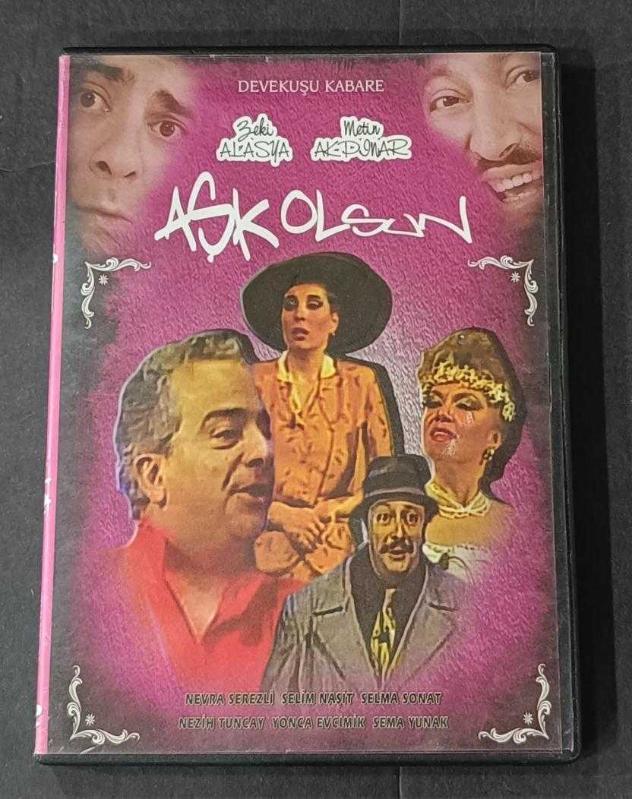 DEVEKUŞU KABARE
Zeki Metin
ALASYA AKPINAR
AŞK OLSUN
NEVRA SEREZLİ SELİM NAŞİT SELMA SONAT
NEZİH TUNCAY YONCA EVCİMİK SEMA YUNAK